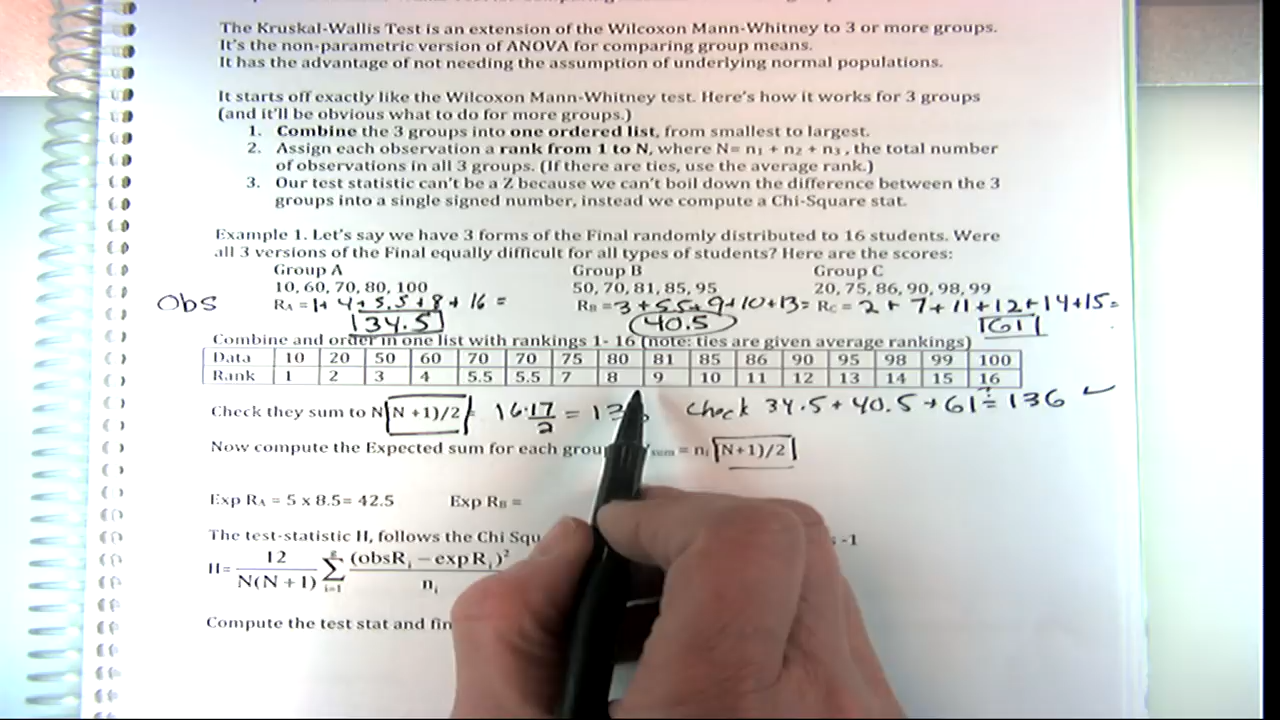 The Kruskal-Wallis Test is an extension of the Wilcoxon Mann-Whitney to 3 or more groups.
It's the non-parametric version of ANOVA for comparing group means.
It has the advantage of not needing the assumption of underlying normal populations.
It starts off exactly like the Wilcoxon Mann-Whitney test. Here's how it works for 3 groups
(and it'll be obvious what to do for more groups.)
1. Combine the 3 groups into one ordered list, from smallest to largest.
2. Assign each observation a rank from 1 to N, where N= n₁ + n₂ + n₃ , the total number
of observations in all 3 groups. (If there are ties, use the average rank.)
3. Our test statistic can't be a Z because we can't boil down the difference between the 3
groups into a single signed number, instead we compute a Chi-Square stat.
Example 1. Let's say we have 3 forms of the Final randomly distributed to 16 students. Were
all 3 versions of the Final equally difficult for all types of students? Here are the scores:
Group A Group B Group C
10, 60, 70, 80, 100 50, 70, 81, 85, 95 20, 75, 86, 90, 98, 99
Obs R_A = 1 + 4 + 5.5 + 8 + 16 = R_B = 3 + 5.5 + 9 + 10 + 13 = R_C = 2 + 7 + 11 + 12 + 14 + 15 =
34.5 40.5 61
Combine and order in one list with rankings 1- 16 (note: ties are given average rankings)
Data 10 20 50 60 70 70 75 80 81 85 86 90 95 98 99 100
Rank 1 2 3 4 5.5 5.5 7 8 9 10 11 12 13 14 15 16
Check they sum to N(N +1)/2 = 16·17/2 = check 34.5 + 40.5 + 61 ≟ 136 ✓
Now compute the Expected sum for each = nᵢ (N+1)/2
Exp R_A = 5 x 8.5= 42.5 Exp R_B =
The test-statistic H, follows the Chi -1
H= 12/N(N + 1) Σ i=1 g (obsRᵢ − expRᵢ)²/nᵢ
Compute the test stat and